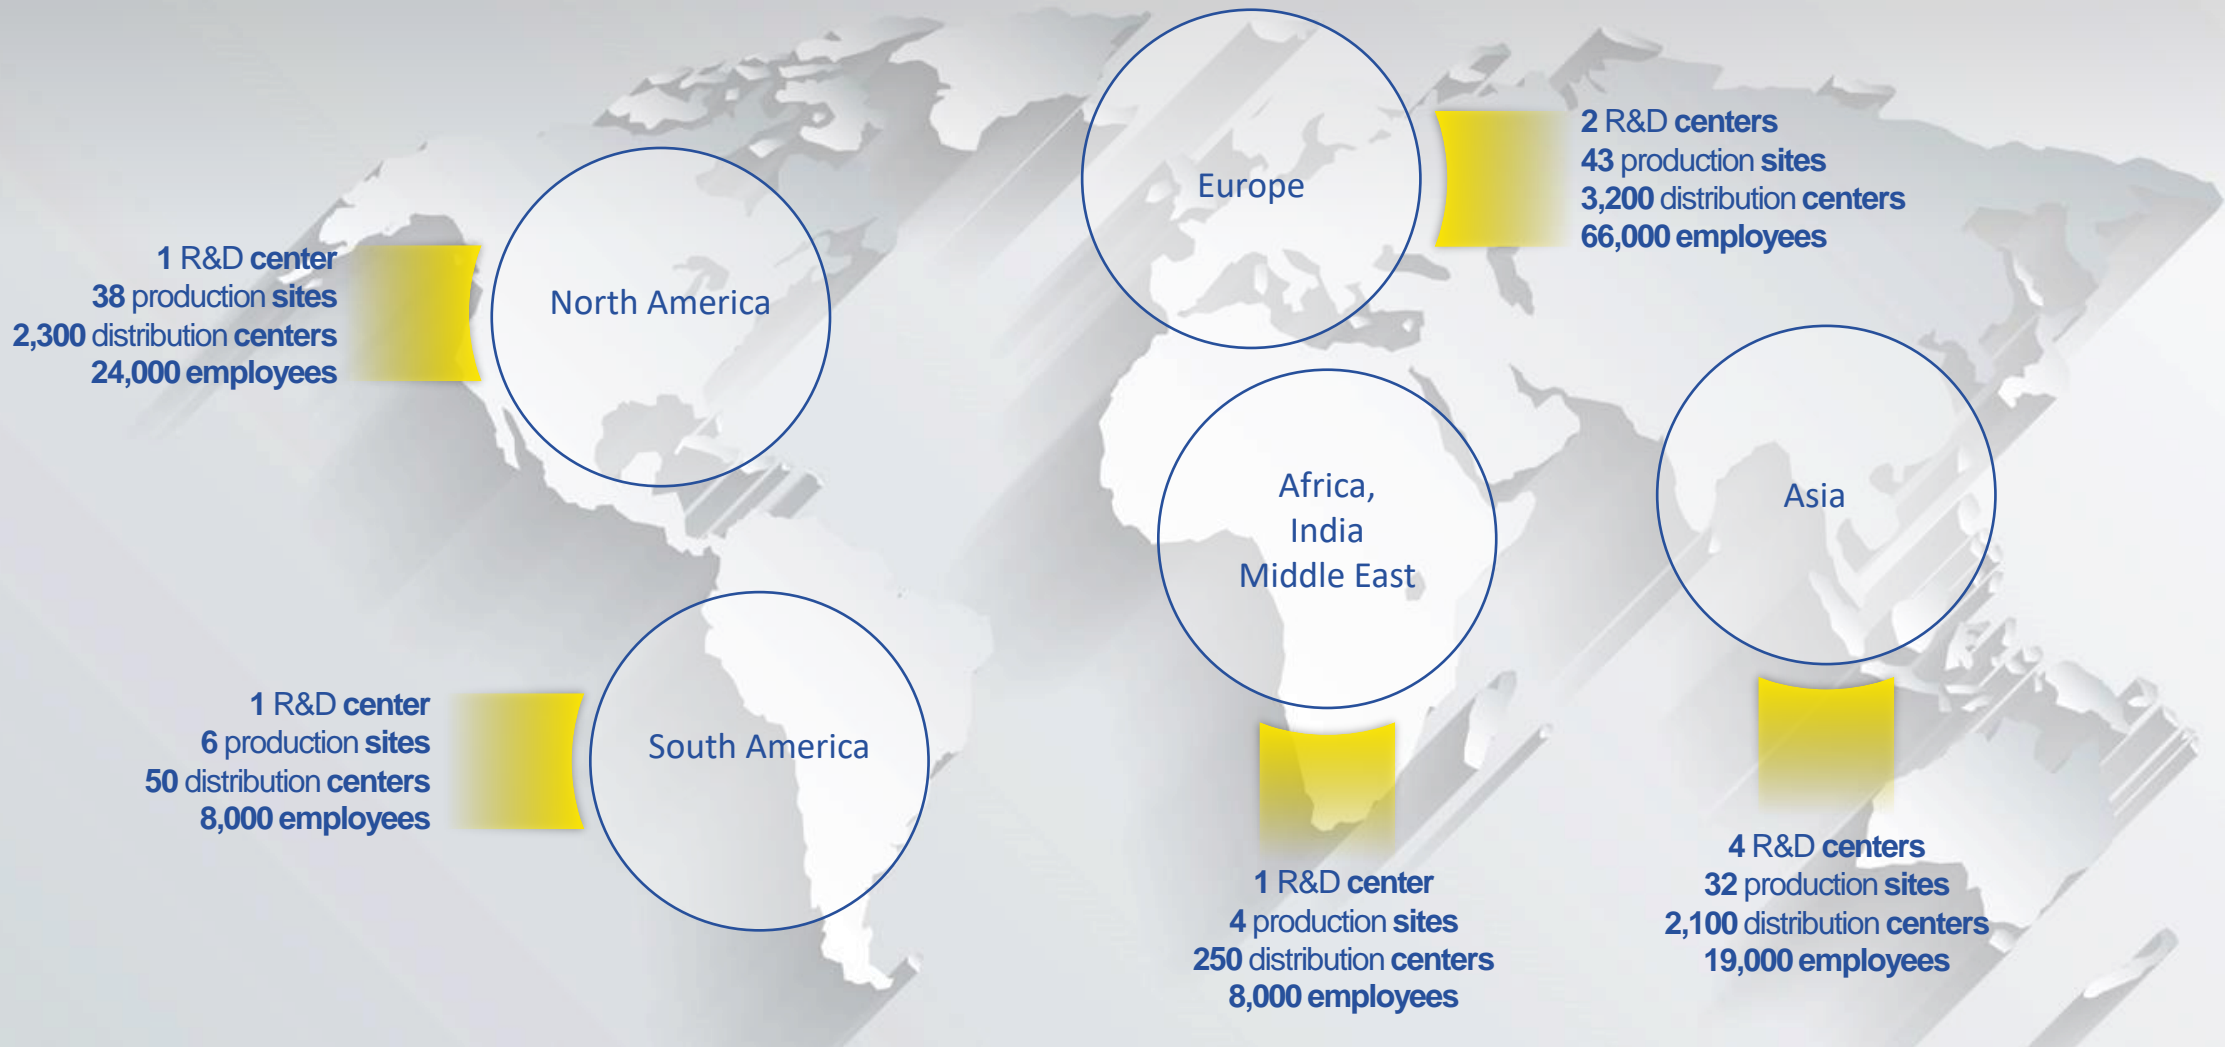 Europe
2 R&D centers
43 production sites
3,200 distribution centers
66,000 employees
North America
1 R&D center
38 production sites
2,300 distribution centers
24,000 employees
Africa,
India
Middle East
1 R&D center
4 production sites
250 distribution centers
8,000 employees
Asia
4 R&D centers
32 production sites
2,100 distribution centers
19,000 employees
South America
1 R&D center
6 production sites
50 distribution centers
8,000 employees